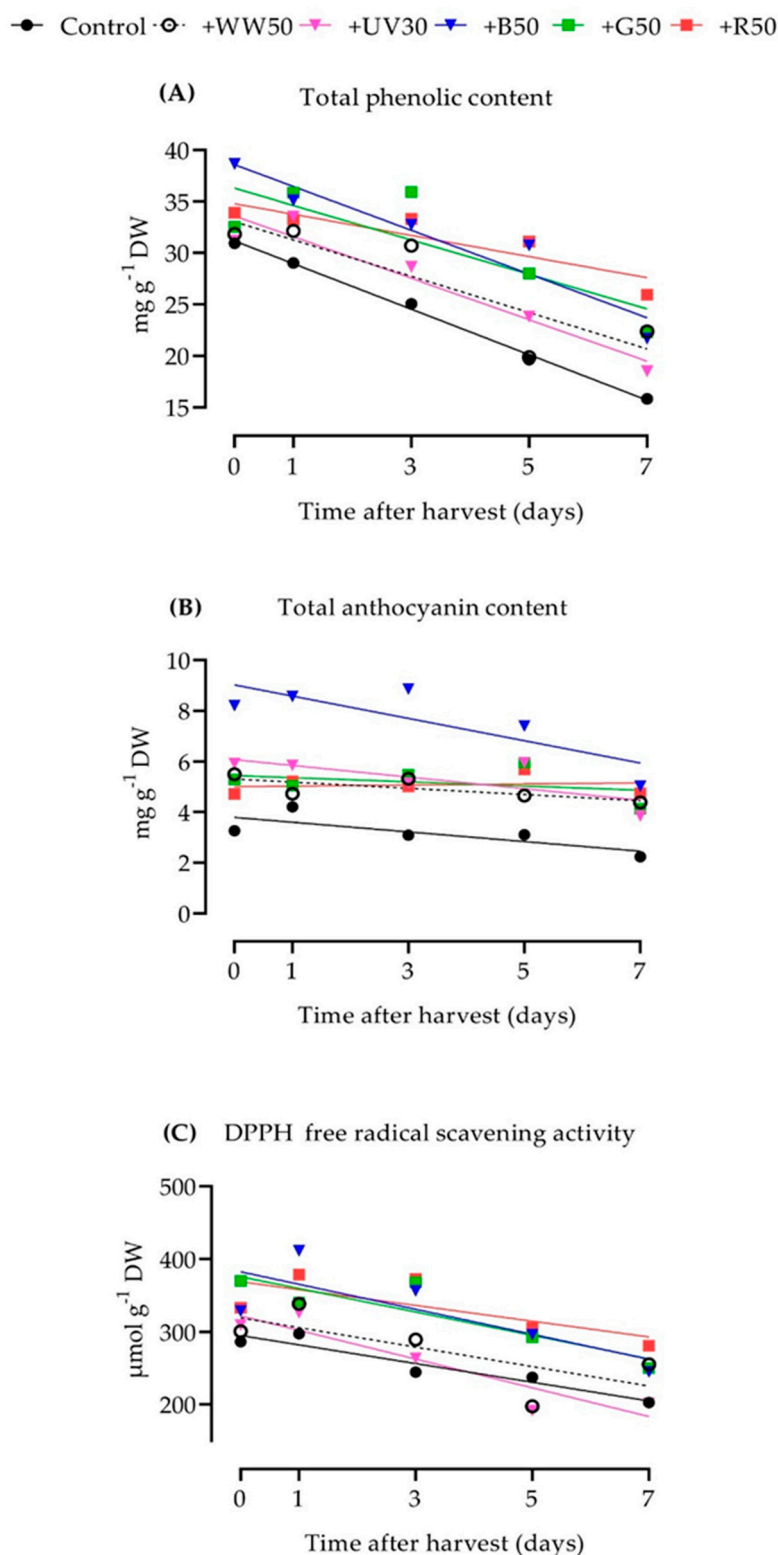 Control +WW50 +UV30 +B50 +G50 +R50
(A) Total phenolic content
40
35
30
25
20
15
mg g⁻¹ DW
0 1 3 5 7
Time after harvest (days)
(B) Total anthocyanin content
10
8
6
4
2
0
mg g⁻¹ DW
0 1 3 5 7
Time after harvest (days)
(C) DPPH free radical scavening activity
500
400
300
200
µmol g⁻¹ DW
0 1 3 5 7
Time after harvest (days)